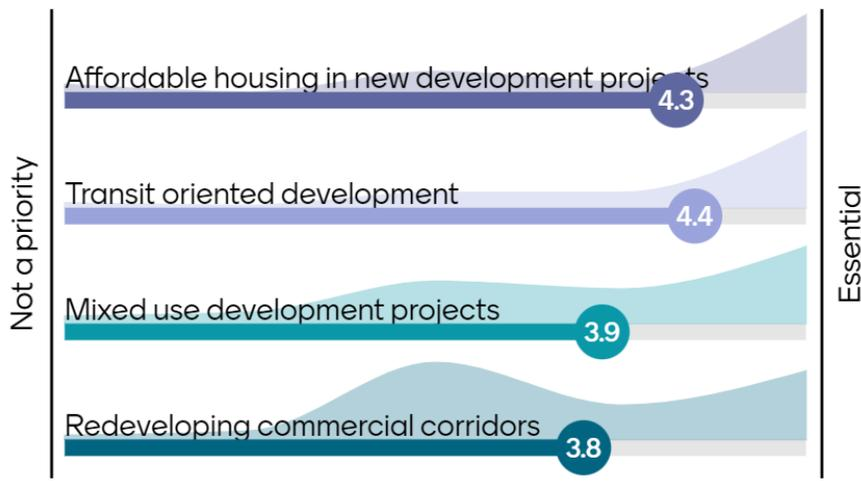 Not a priority
Affordable housing in new development projects
4.3
Transit oriented development
4.4
Mixed use development projects
3.9
Redeveloping commercial corridors
3.8
Essential